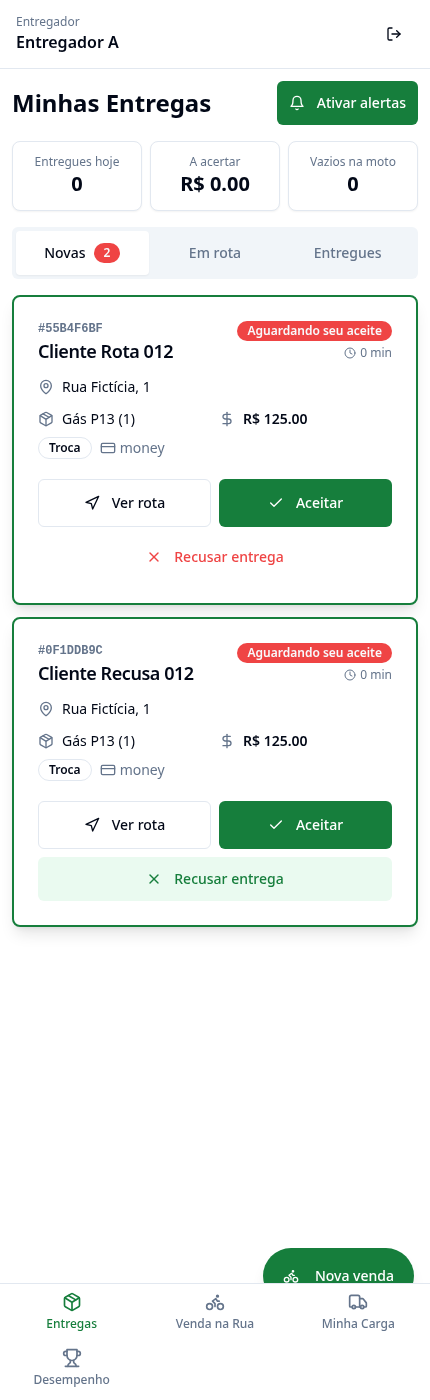 Entregador
Entregador A
Minhas Entregas
Ativar alertas
Entregues hoje
0
A acertar
R$ 0.00
Vazios na moto
0
Novas 2
Em rota
Entregues
#55B4F6BF
Aguardando seu aceite
Cliente Rota 012
0 min
Rua Fictícia, 1
Gás P13 (1)
R$ 125.00
Troca
money
Ver rota
Aceitar
Recusar entrega
#0F1DDB9C
Aguardando seu aceite
Cliente Recusa 012
0 min
Rua Fictícia, 1
Gás P13 (1)
R$ 125.00
Troca
money
Ver rota
Aceitar
Recusar entrega
Nova venda
Entregas
Venda na Rua
Minha Carga
Desempenho